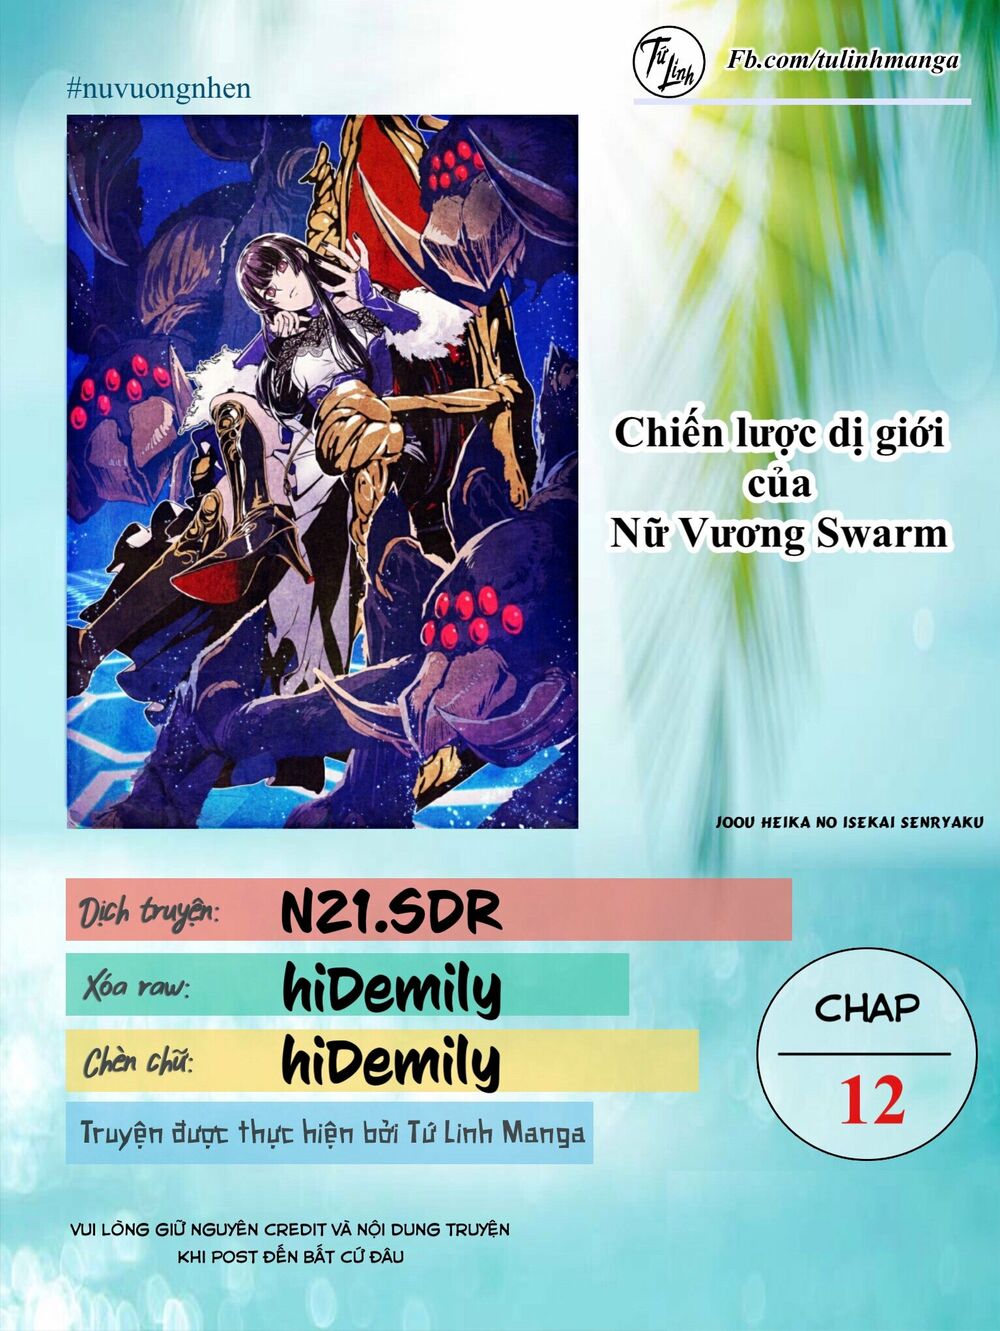 Tứ Linh
Fb.com/tulinhmanga
#nuvuongnhen
Chiến lược dị giới
của
Nữ Vương Swarm
JOOU HEIKA NO ISEKAI SENRYAKU
Dịch truyện: N21.SDR
Xóa raw: hiDemily
Chèn chữ: hiDemily
Truyện được thực hiện bởi Tứ Linh Manga
CHAP
12
VUI LÒNG GIỮ NGUYÊN CREDIT VÀ NỘI DUNG TRUYỆN
KHI POST ĐẾN BẤT CỨ ĐÂU